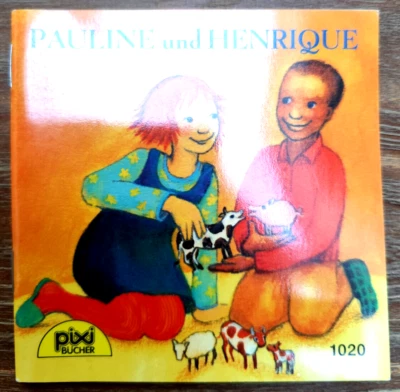 PAULINE und HENRIQUE
pixi
BÜCHER
1020